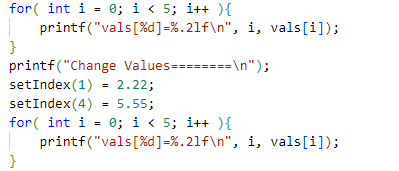 for( int i = 0; i < 5; i++ ){
printf("vals[%d]=%.2lf\n", i, vals[i]);
}
printf("Change Values========\n");
setIndex(1) = 2.22;
setIndex(4) = 5.55;
for( int i = 0; i < 5; i++ ){
printf("vals[%d]=%.2lf\n", i, vals[i]);
}